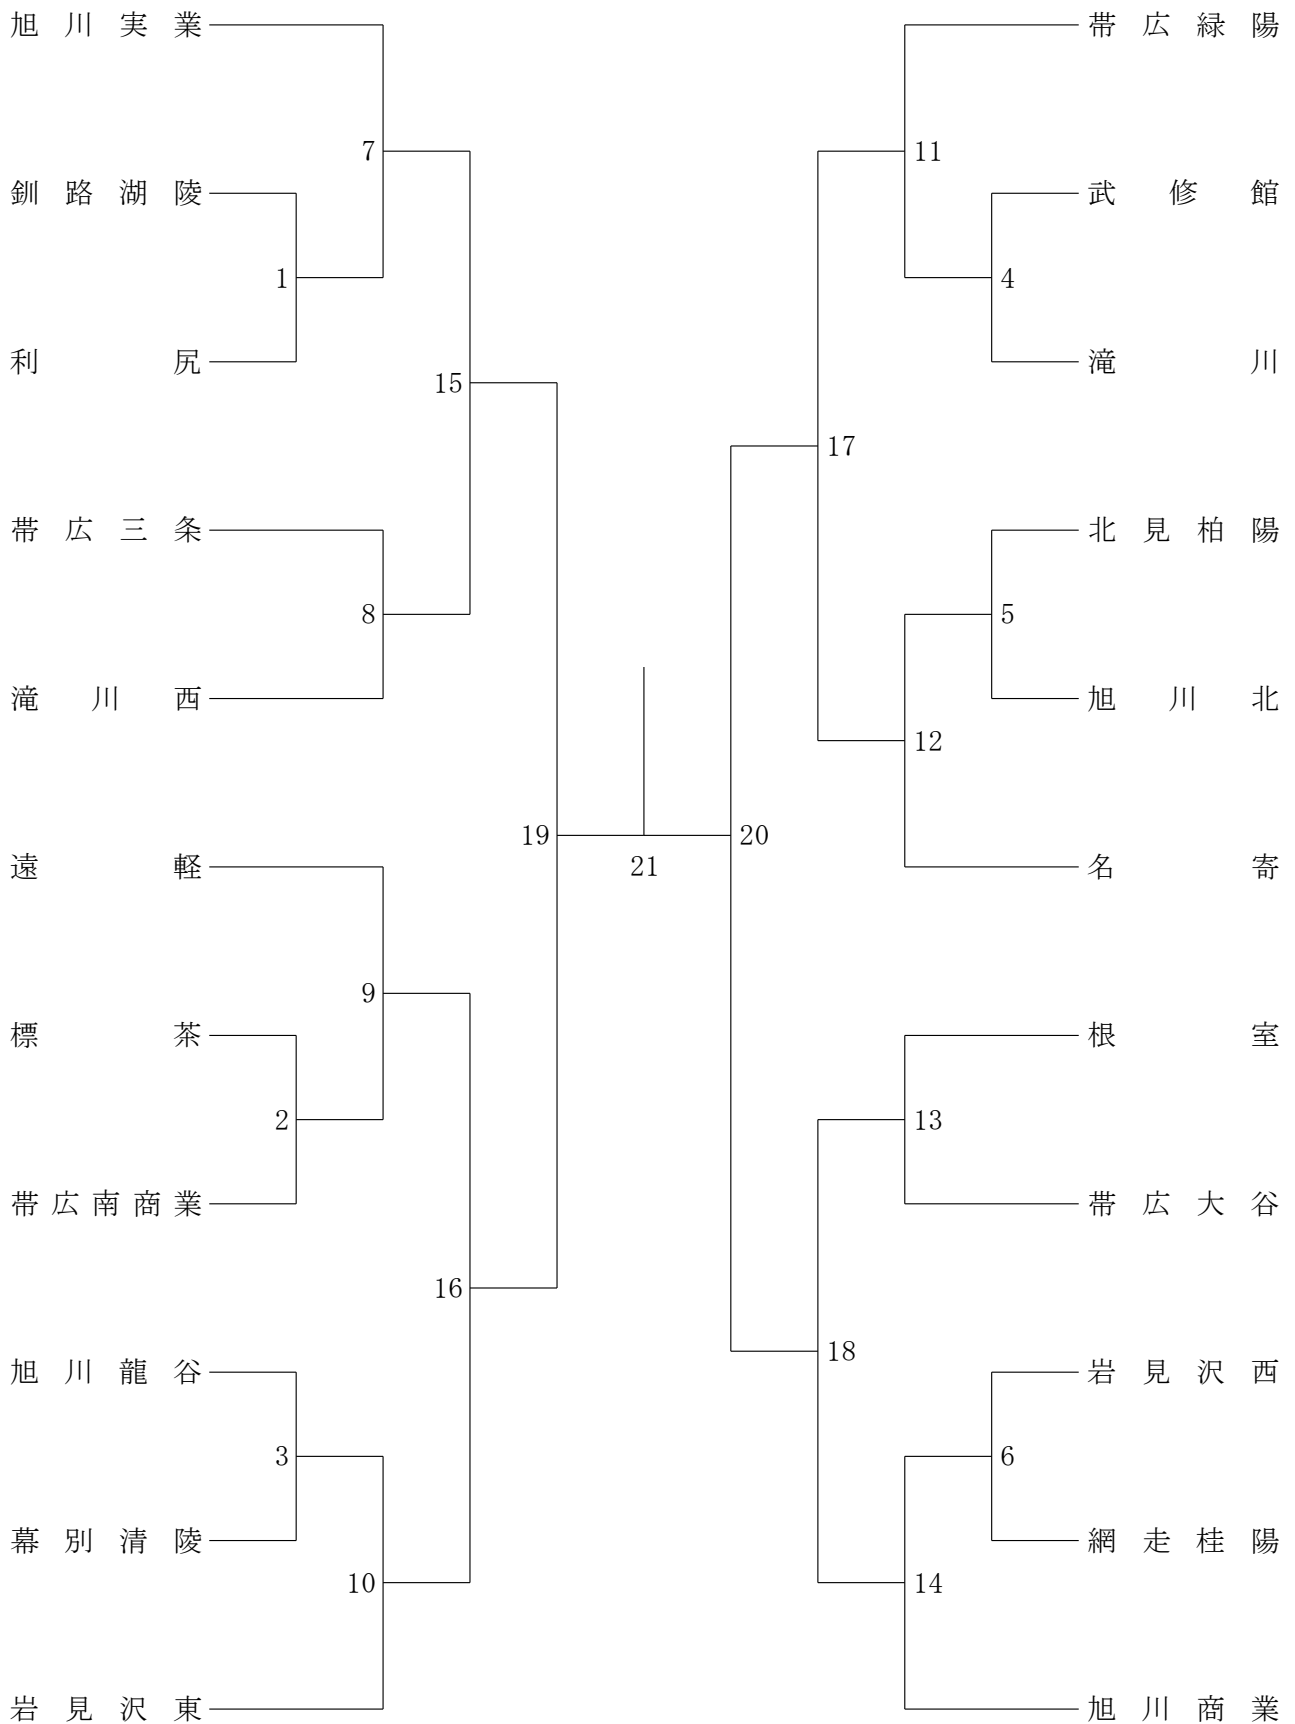 旭川実業
7
釧路湖陵
1
利尻
15
帯広三条
8
滝川西
19
遠軽
9
標茶
2
帯広南商業
16
旭川龍谷
3
幕別清陵
10
岩見沢東
21
帯広緑陽
11
武修館
4
滝川
17
北見柏陽
5
旭川北
12
20
名寄
根室
13
帯広大谷
18
岩見沢西
6
網走桂陽
14
旭川商業